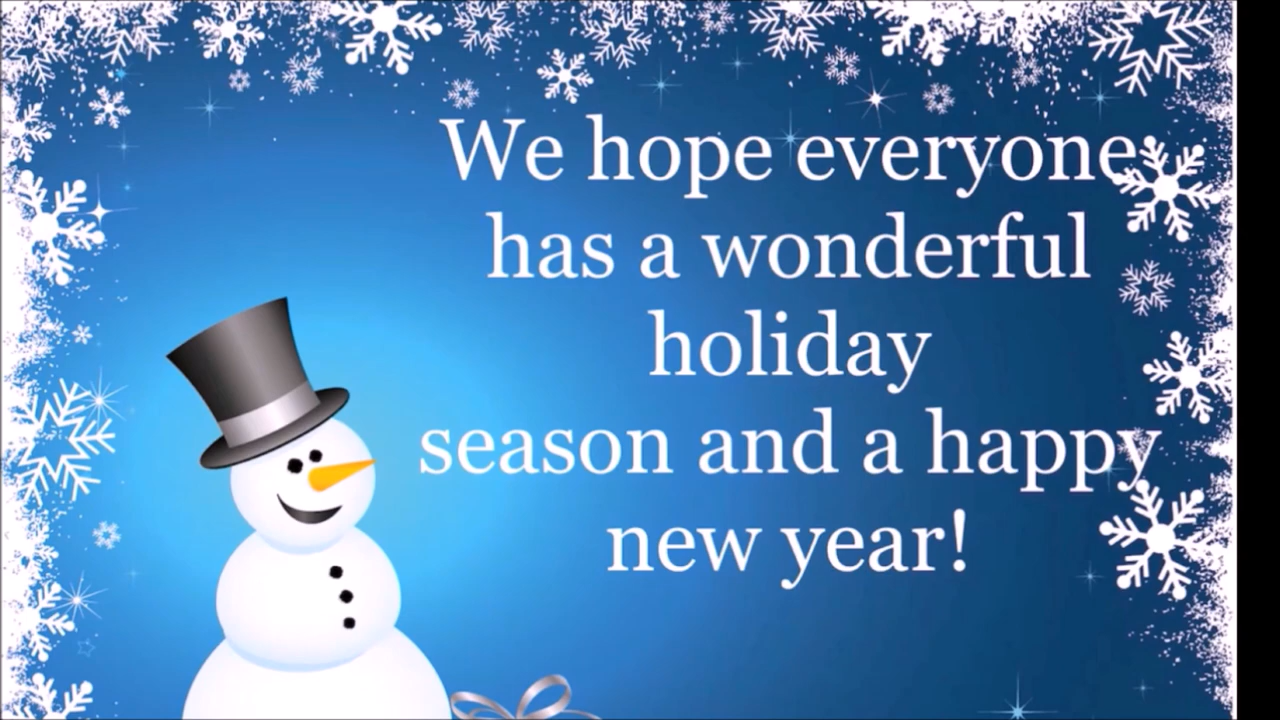 We hope everyone
has a wonderful
holiday
season and a happy
new year!